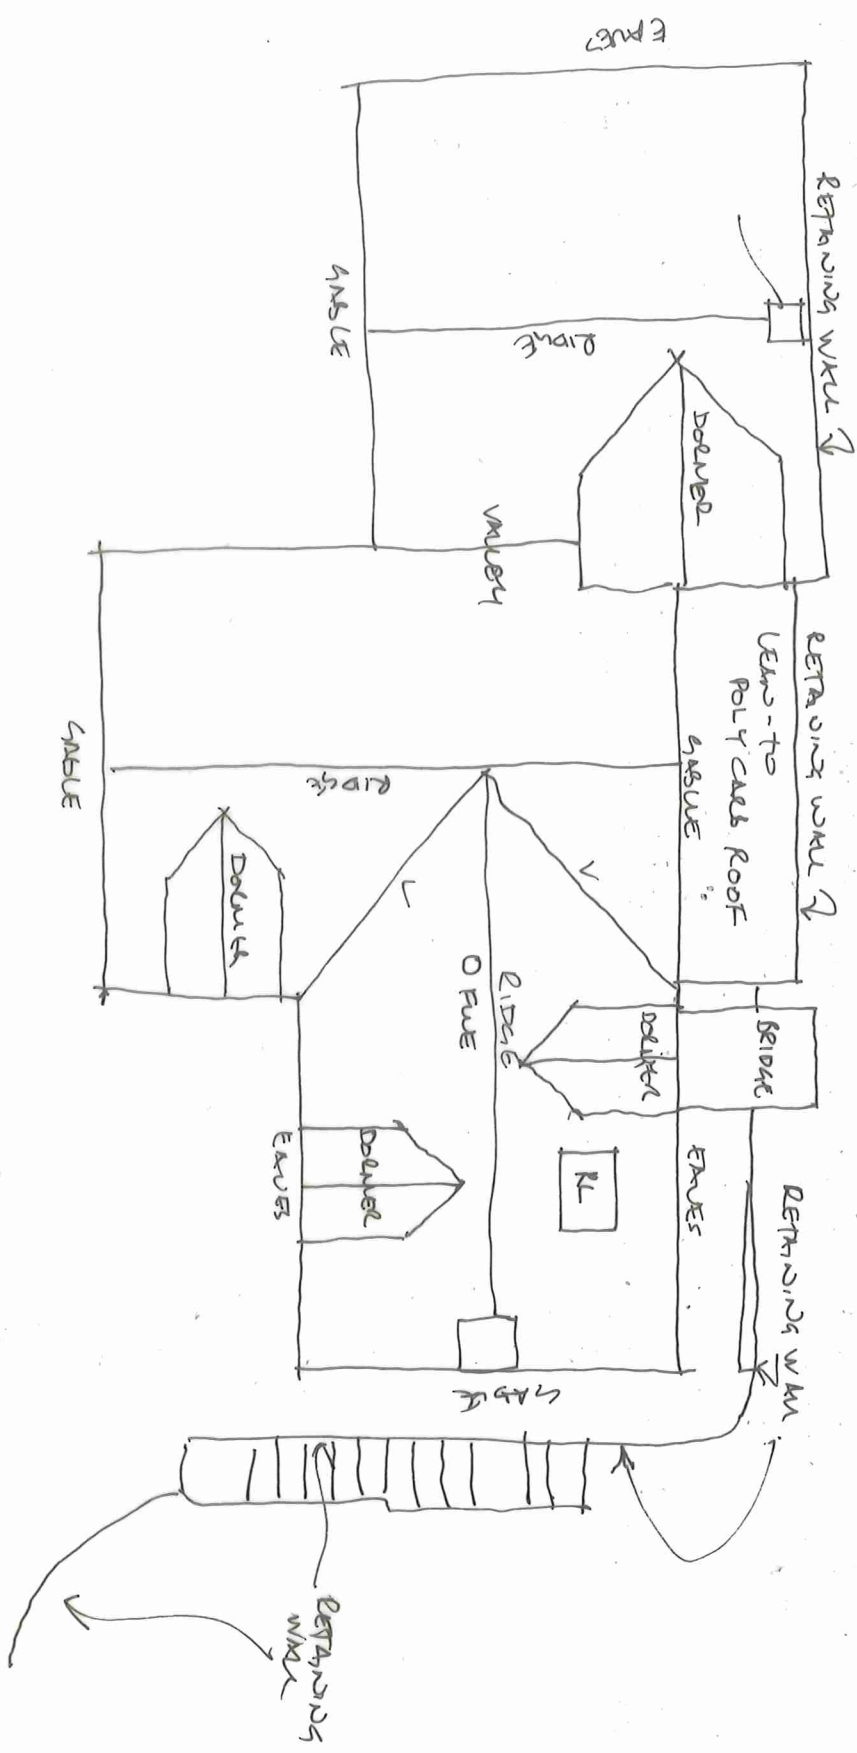 EAVES
RETAINING WALL
GABLE
RIDGE
DORMER
VALLEY
RETAINING WALL
LEAN-TO
POLYCARB ROOF
GABLE
GABLE
RIDGE
DORMER
V
RIDGE
O FLUE
DORMER
BRIDGE
DORMER
EAVES
RL
EAVES
RETAINING WALL
GABLE
RETAINING
WALL